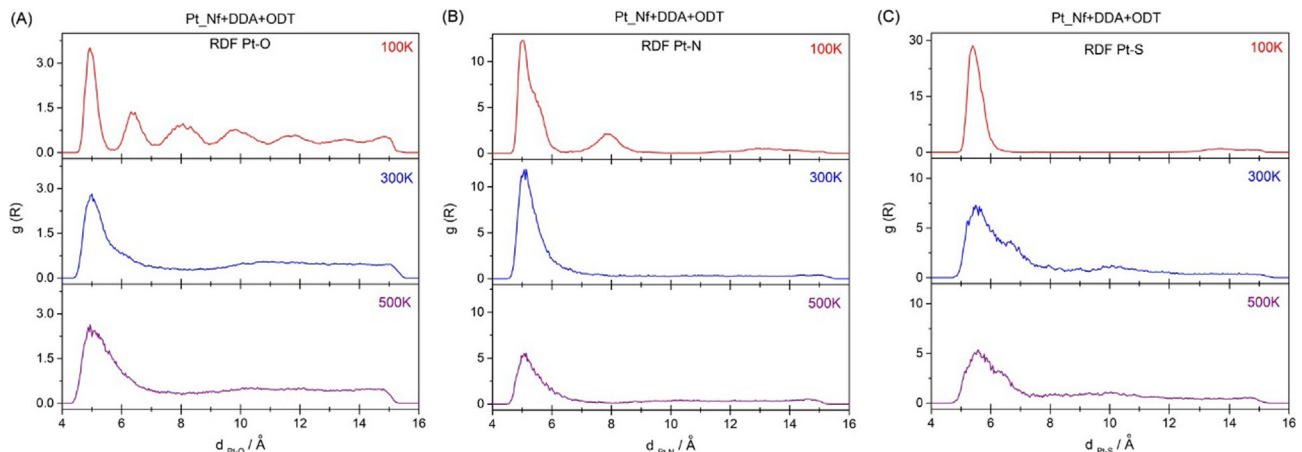 (A)
Pt_Nf+DDA+ODT
RDF Pt-O
100K
3.0
1.5
0.0
300K
3.0
1.5
0.0
500K
3.0
1.5
0.0
g (R)
4 6 8 10 12 14 16
d Pt-O / Å
(B)
Pt_Nf+DDA+ODT
RDF Pt-N
100K
10
5
0
300K
10
5
0
500K
10
5
0
g (R)
4 6 8 10 12 14 16
d Pt-N / Å
(C)
Pt_Nf+DDA+ODT
RDF Pt-S
100K
30
15
0
300K
10
5
0
500K
10
5
0
g (R)
4 6 8 10 12 14 16
d Pt-S / Å